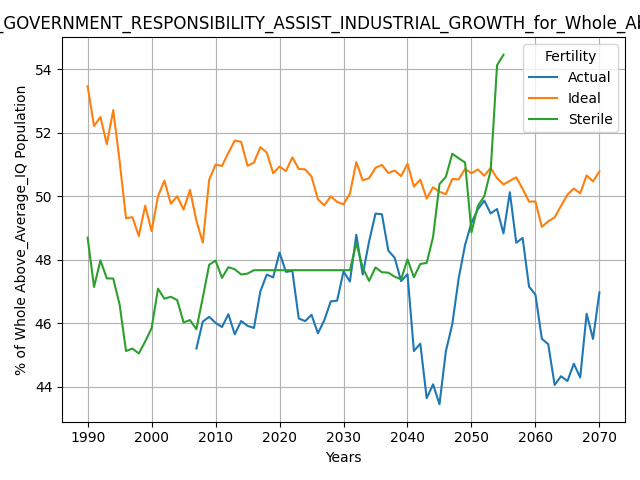 _GOVERNMENT_RESPONSIBILITY_ASSIST_INDUSTRIAL_GROWTH_for_Whole_Ab
Fertility
Actual
Ideal
Sterile
% of Whole Above_Average_IQ Population
54
52
50
48
46
44
1990 2000 2010 2020 2030 2040 2050 2060 2070
Years